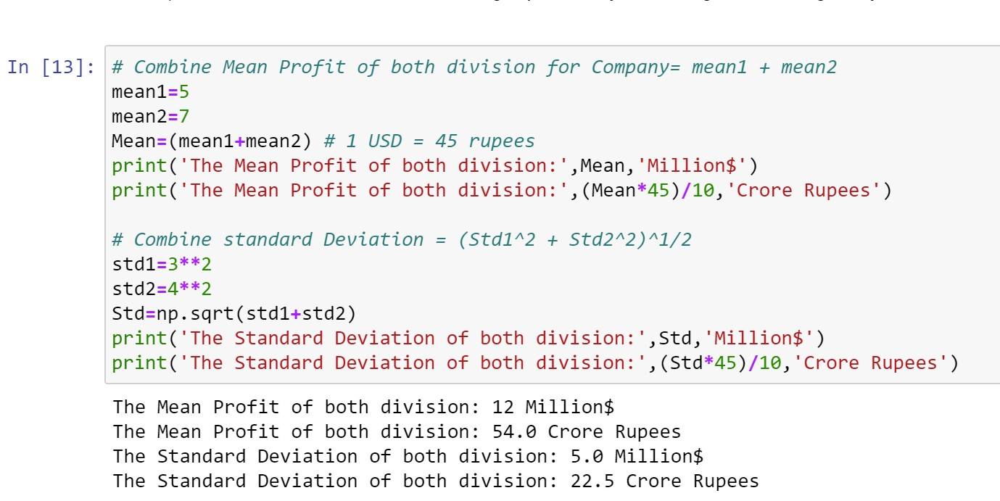 In [13]:
# Combine Mean Profit of both division for Company= mean1 + mean2
mean1=5
mean2=7
Mean=(mean1+mean2) # 1 USD = 45 rupees
print('The Mean Profit of both division:',Mean,'Million$')
print('The Mean Profit of both division:',(Mean*45)/10,'Crore Rupees')
# Combine standard Deviation = (Std1^2 + Std2^2)^1/2
std1=3**2
std2=4**2
Std=np.sqrt(std1+std2)
print('The Standard Deviation of both division:',Std,'Million$')
print('The Standard Deviation of both division:',(Std*45)/10,'Crore Rupees')
The Mean Profit of both division: 12 Million$
The Mean Profit of both division: 54.0 Crore Rupees
The Standard Deviation of both division: 5.0 Million$
The Standard Deviation of both division: 22.5 Crore Rupees